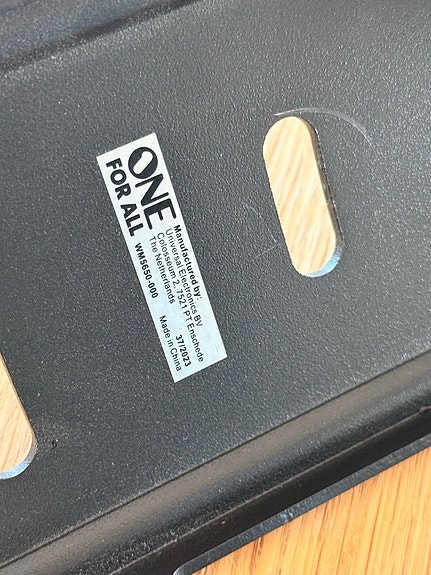 ONE
FOR ALL
WM5650-000
Manufactured by:
Universal Electronics BV
Colosseum 2, 7521 PT Enschede
The Netherlands
37/2023
Made in China